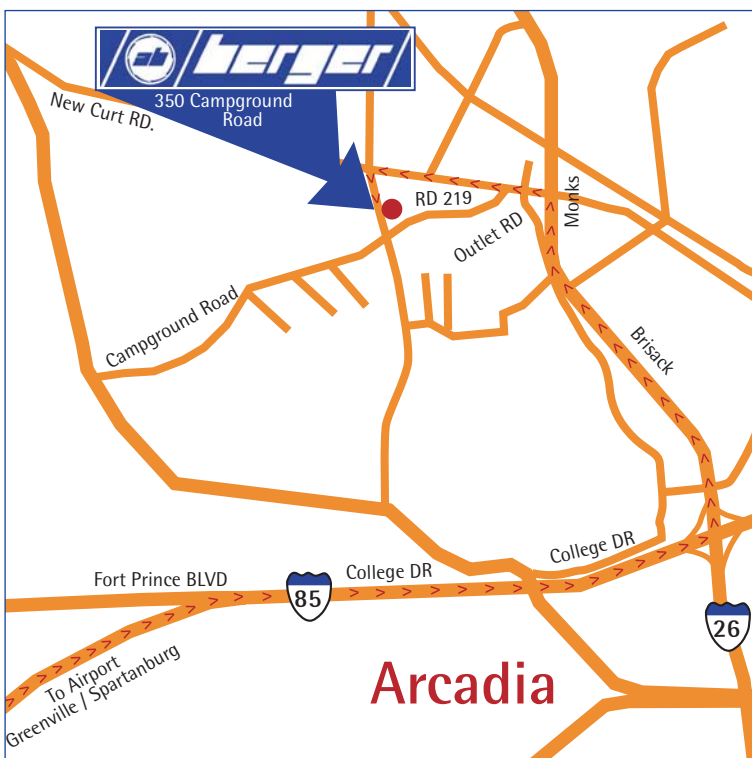 berger
350 Campground
Road
New Curt RD.
RD 219
Monks
Outlet RD
Campground Road
Brisack
College DR
College DR
Fort Prince BLVD
85
26
To Airport
Greenville / Spartanburg
Arcadia